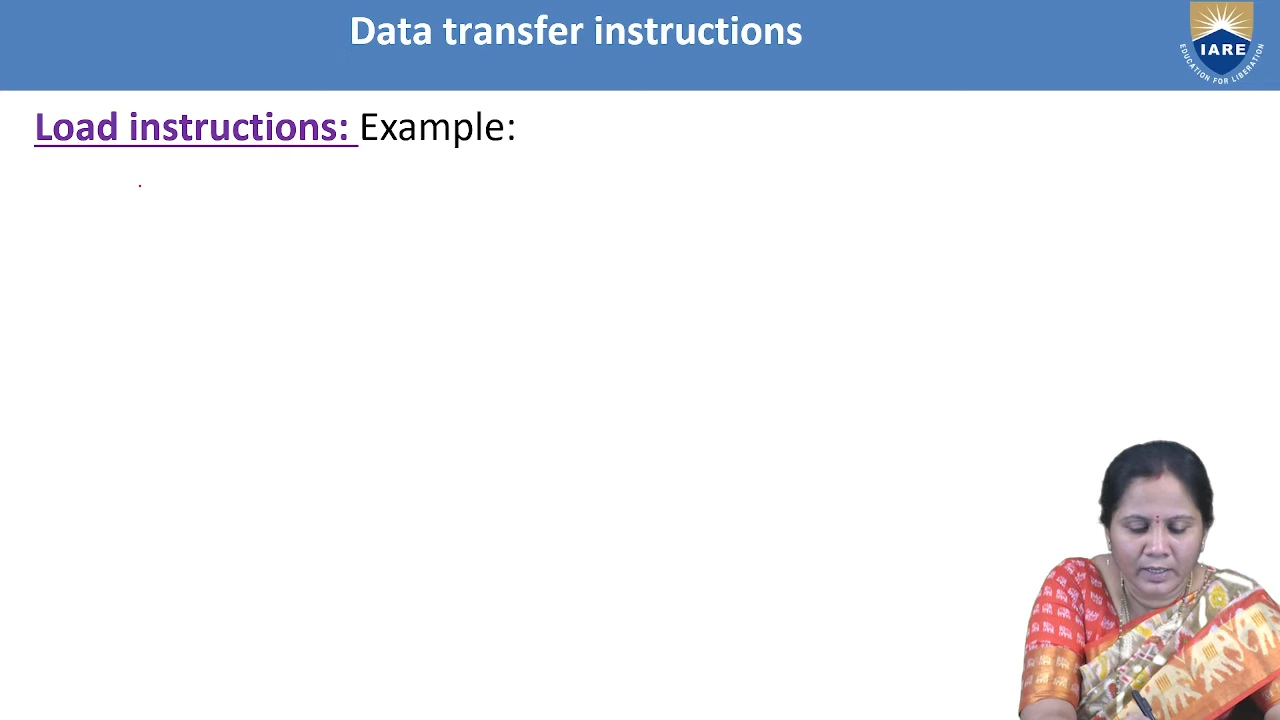 Data transfer instructions
IARE
EDUCATION FOR LIBERATION
Load instructions: Example: